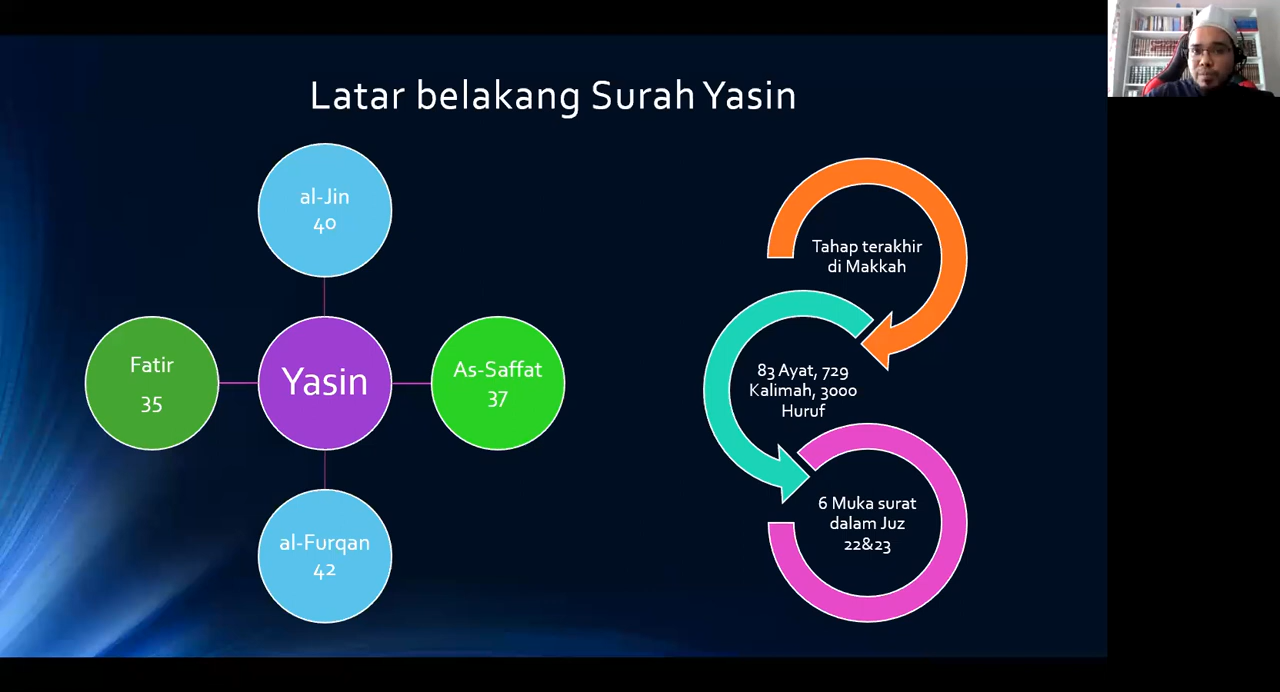 Latar belakang Surah Yasin
al-Jin
40
Fatir
35
Yasin
As-Saffat
37
al-Furqan
42
Tahap terakhir
di Makkah
83 Ayat, 729
Kalimah, 3000
Huruf
6 Muka surat
dalam Juz
22&23